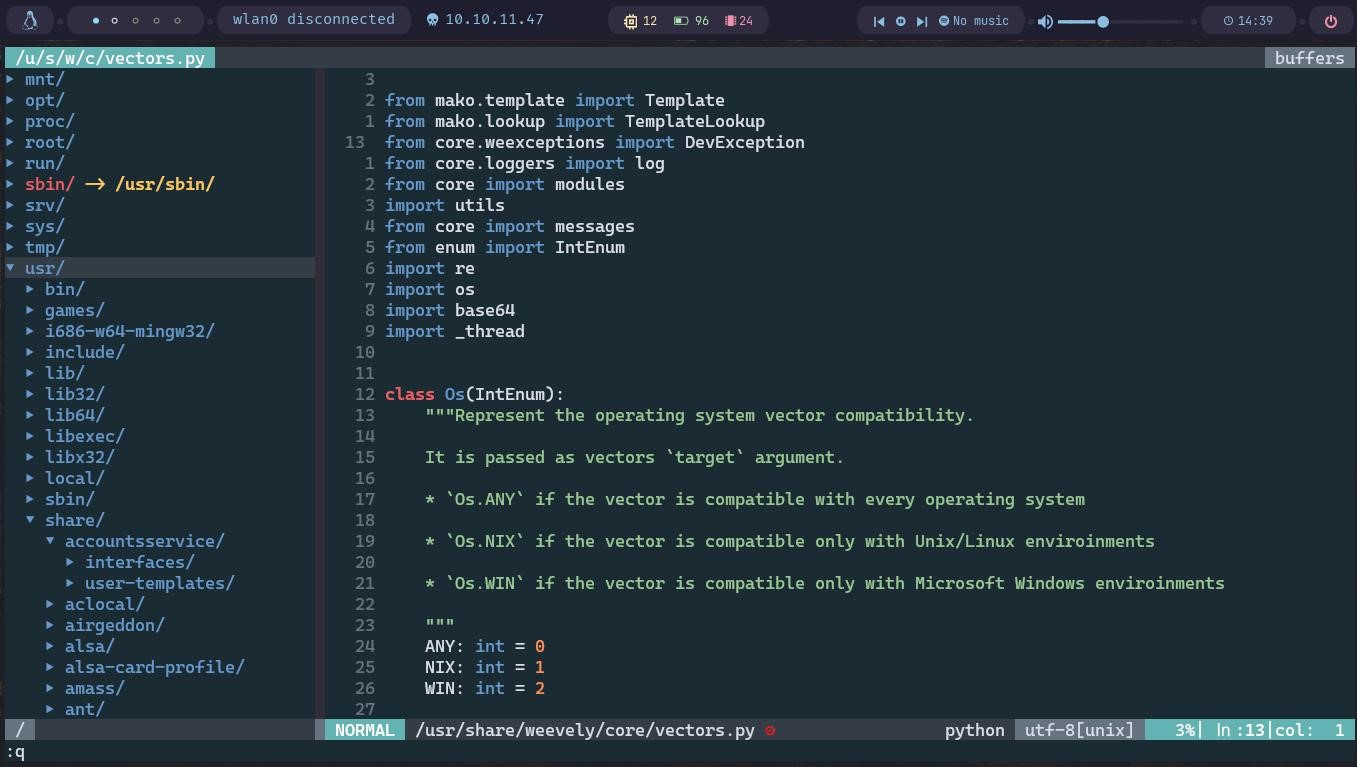 wlan0 disconnected 10.10.11.47 12 96 24 No music 14:39
/u/s/w/c/vectors.py buffers
mnt/
opt/
proc/
root/
run/
sbin/ → /usr/sbin/
srv/
sys/
tmp/
usr/
bin/
games/
i686-w64-mingw32/
include/
lib/
lib32/
lib64/
libexec/
libx32/
local/
sbin/
share/
accountsservice/
interfaces/
user-templates/
aclocal/
airgeddon/
alsa/
alsa-card-profile/
amass/
ant/
/
3
2 from mako.template import Template
1 from mako.lookup import TemplateLookup
13 from core.weexceptions import DevException
1 from core.loggers import log
2 from core import modules
3 import utils
4 from core import messages
5 from enum import IntEnum
6 import re
7 import os
8 import base64
9 import _thread
10
11
12 class Os(IntEnum):
13 """Represent the operating system vector compatibility.
14
15 It is passed as vectors `target` argument.
16
17 * `Os.ANY` if the vector is compatible with every operating system
18
19 * `Os.NIX` if the vector is compatible only with Unix/Linux enviroinments
20
21 * `Os.WIN` if the vector is compatible only with Microsoft Windows enviroinments
22
23 """
24 ANY: int = 0
25 NIX: int = 1
26 WIN: int = 2
27
NORMAL /usr/share/weevely/core/vectors.py python utf-8[unix] 3% ln :13|col: 1
:q